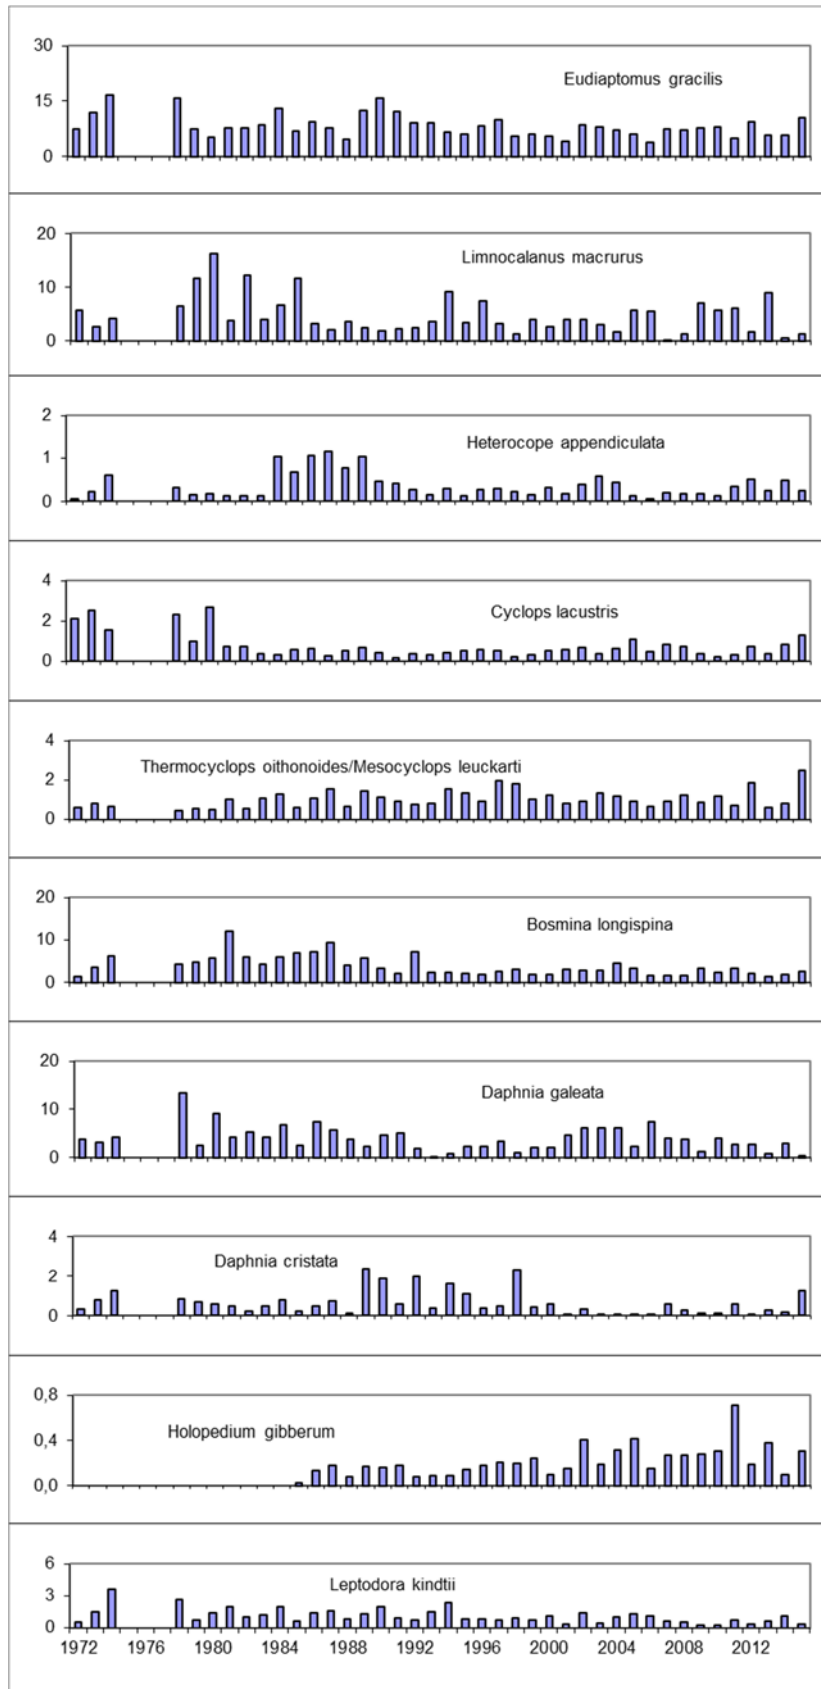 30
Eudiaptomus gracilis
15
0
20
Limnocalanus macrurus
10
0
2
Heterocope appendiculata
1
0
4
Cyclops lacustris
2
0
4
Thermocyclops oithonoides/Mesocyclops leuckarti
2
0
20
Bosmina longispina
10
0
20
Daphnia galeata
10
0
4
Daphnia cristata
2
0
0,8
Holopedium gibberum
0,4
0,0
6
Leptodora kindtii
3
0
1972 1976 1980 1984 1988 1992 1996 2000 2004 2008 2012